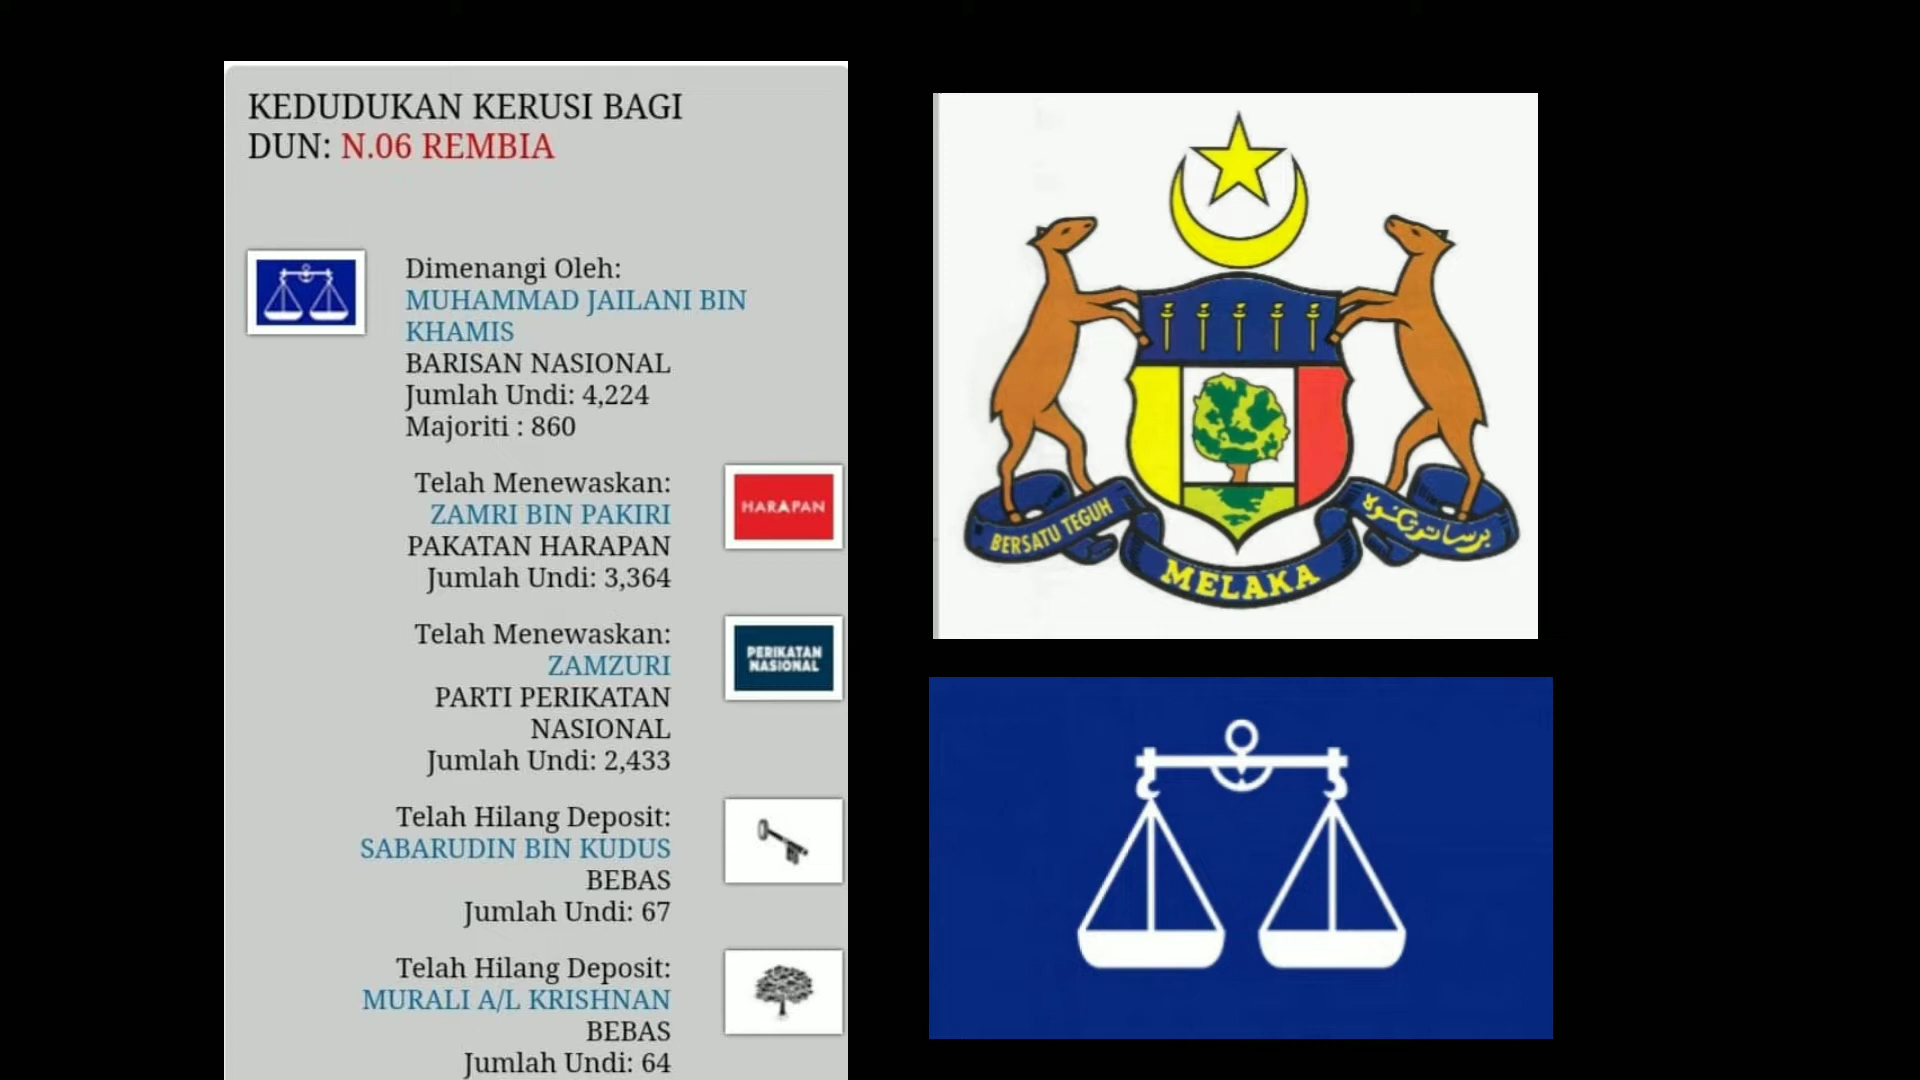 KEDUDUKAN KERUSI BAGI
DUN: N.06 REMBIA
Dimenangi Oleh:
MUHAMMAD JAILANI BIN
KHAMIS
BARISAN NASIONAL
Jumlah Undi: 4,224
Majoriti : 860
Telah Menewaskan:
ZAMRI BIN PAKIRI
PAKATAN HARAPAN
Jumlah Undi: 3,364
HARAPAN
Telah Menewaskan:
ZAMZURI
PARTI PERIKATAN
NASIONAL
Jumlah Undi: 2,433
PERIKATAN
NASIONAL
Telah Hilang Deposit:
SABARUDIN BIN KUDUS
BEBAS
Jumlah Undi: 67
Telah Hilang Deposit:
MURALI A/L KRISHNAN
BEBAS
Jumlah Undi: 64
BERSATU TEGUH
MELAKA
برساتو تڬوه